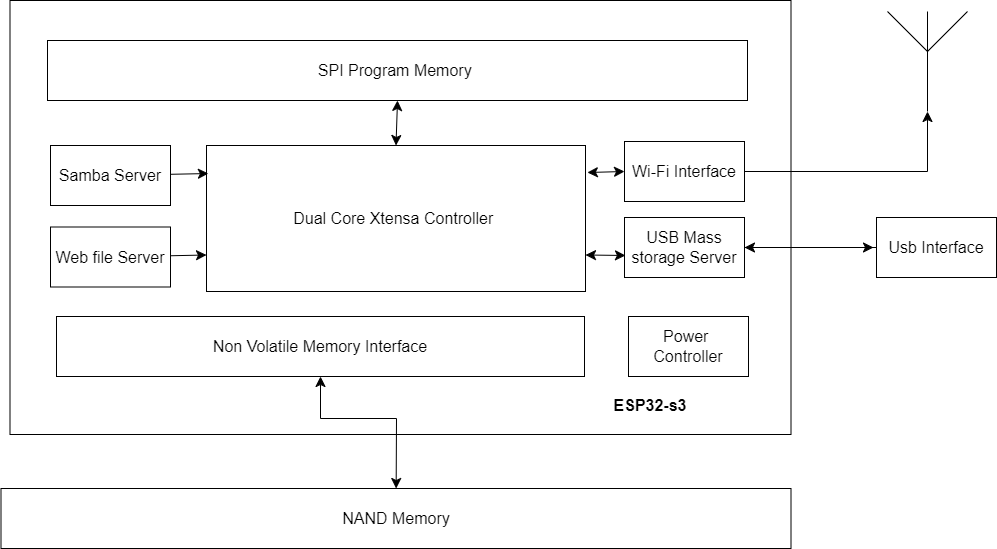 SPI Program Memory
Samba Server
Wi-Fi Interface
Dual Core Xtensa Controller
Web file Server
USB Mass
storage Server
Usb Interface
Non Volatile Memory Interface
Power
Controller
ESP32-s3
NAND Memory